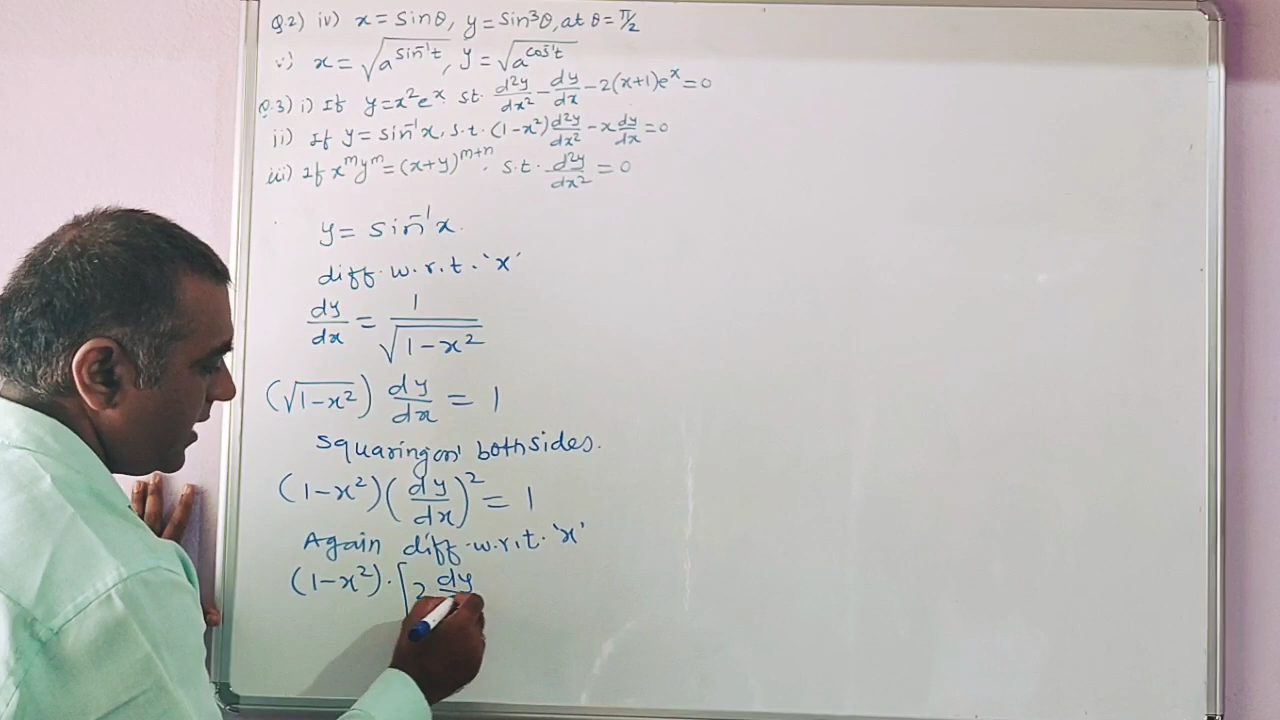 Q.2) iv) x = sinθ, y = sin³θ, at θ = π/2
v) x = √(a^(sin⁻¹t)), y = √(a^(cos⁻¹t))
Q.3) i) If y = x²eˣ s.t. d²y/dx² - dy/dx - 2(x+1)eˣ = 0
ii) If y = sin⁻¹x, s.t. (1-x²) d²y/dx² - x dy/dx = 0
iii) If xᵐyᵐ = (x+y)ᵐ⁺ⁿ. s.t. d²y/dx² = 0
y = sin⁻¹x.
diff. w.r.t. 'x'
dy/dx = 1/√(1-x²)
(√(1-x²)) dy/dx = 1
Squaring on both sides.
(1-x²)(dy/dx)² = 1
Again diff. w.r.t. 'x'
(1-x²)·[2 dy